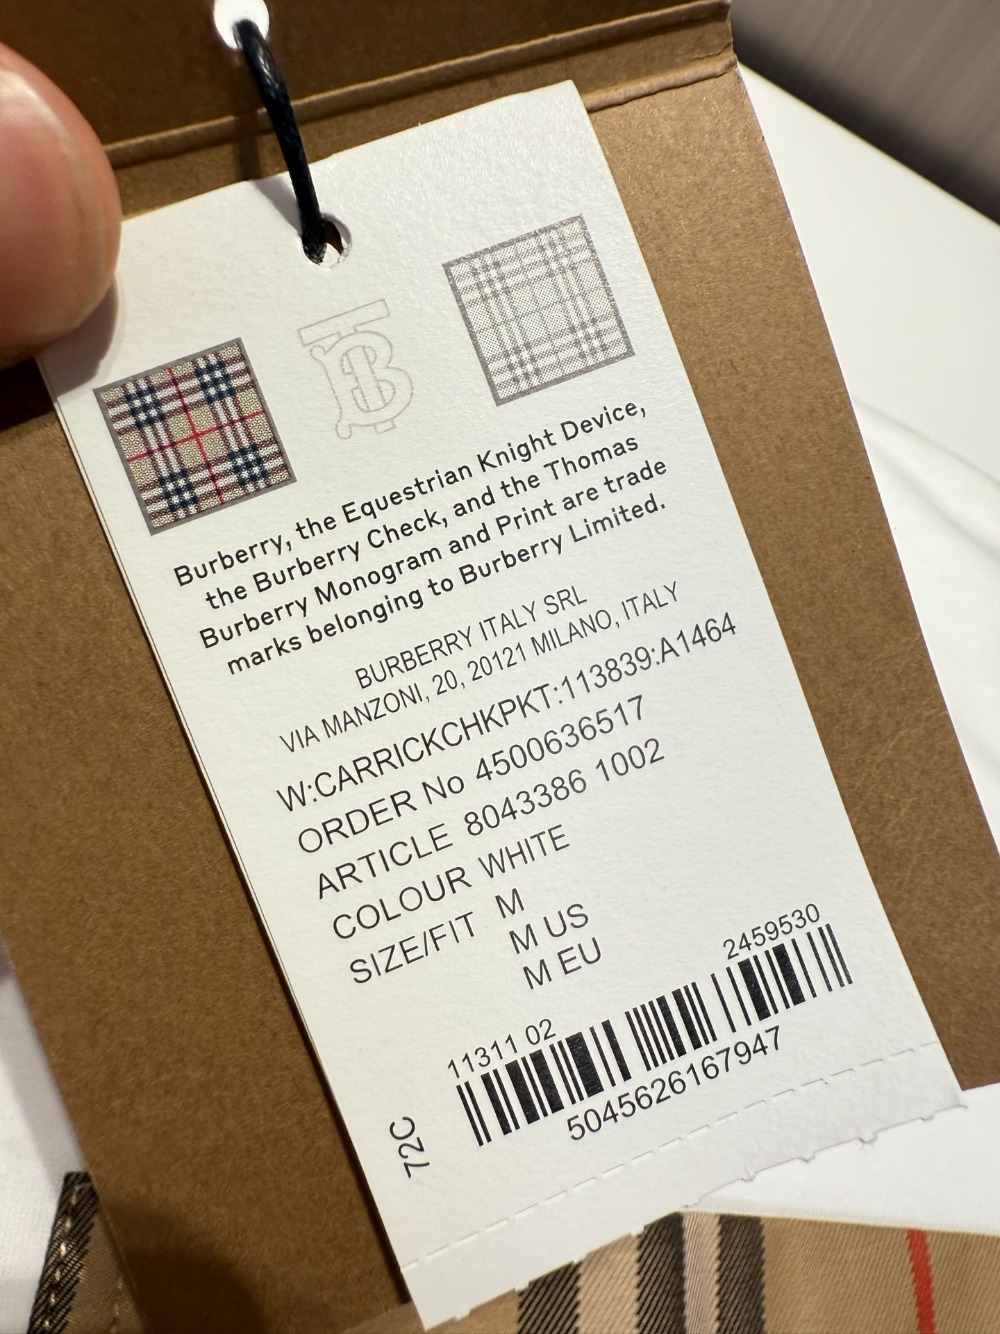 Burberry, the Equestrian Knight Device,
the Burberry Check, and the Thomas
Burberry Monogram and Print are trade
marks belonging to Burberry Limited.
BURBERRY ITALY SRL
VIA MANZONI, 20, 20121 MILANO, ITALY
W:CARRICKCHKPKT:113839:A1464
ORDER No 4500636517
ARTICLE 8043386 1002
COLOUR WHITE
SIZE/FIT M
M US
M EU
11311 02 2459530
5045626167947
72C